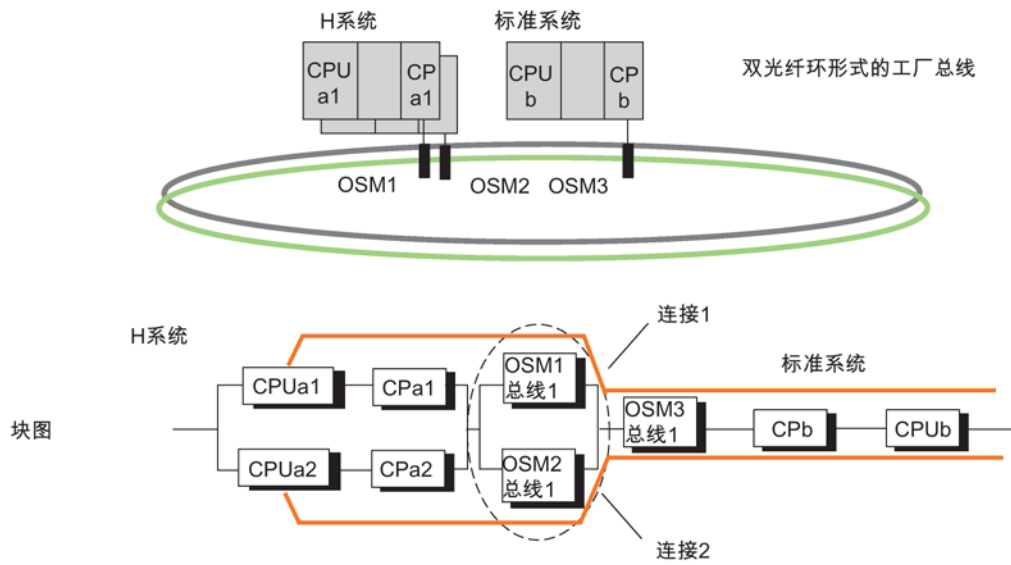 H系统
标准系统
CPU
a1
CP
a1
CPU
b
CP
b
双光纤环形式的工厂总线
OSM1
OSM2
OSM3
连接1
H系统
标准系统
CPUa1
CPa1
OSM1
总线1
块图
OSM3
总线1
CPb
CPUb
CPUa2
CPa2
OSM2
总线1
连接2